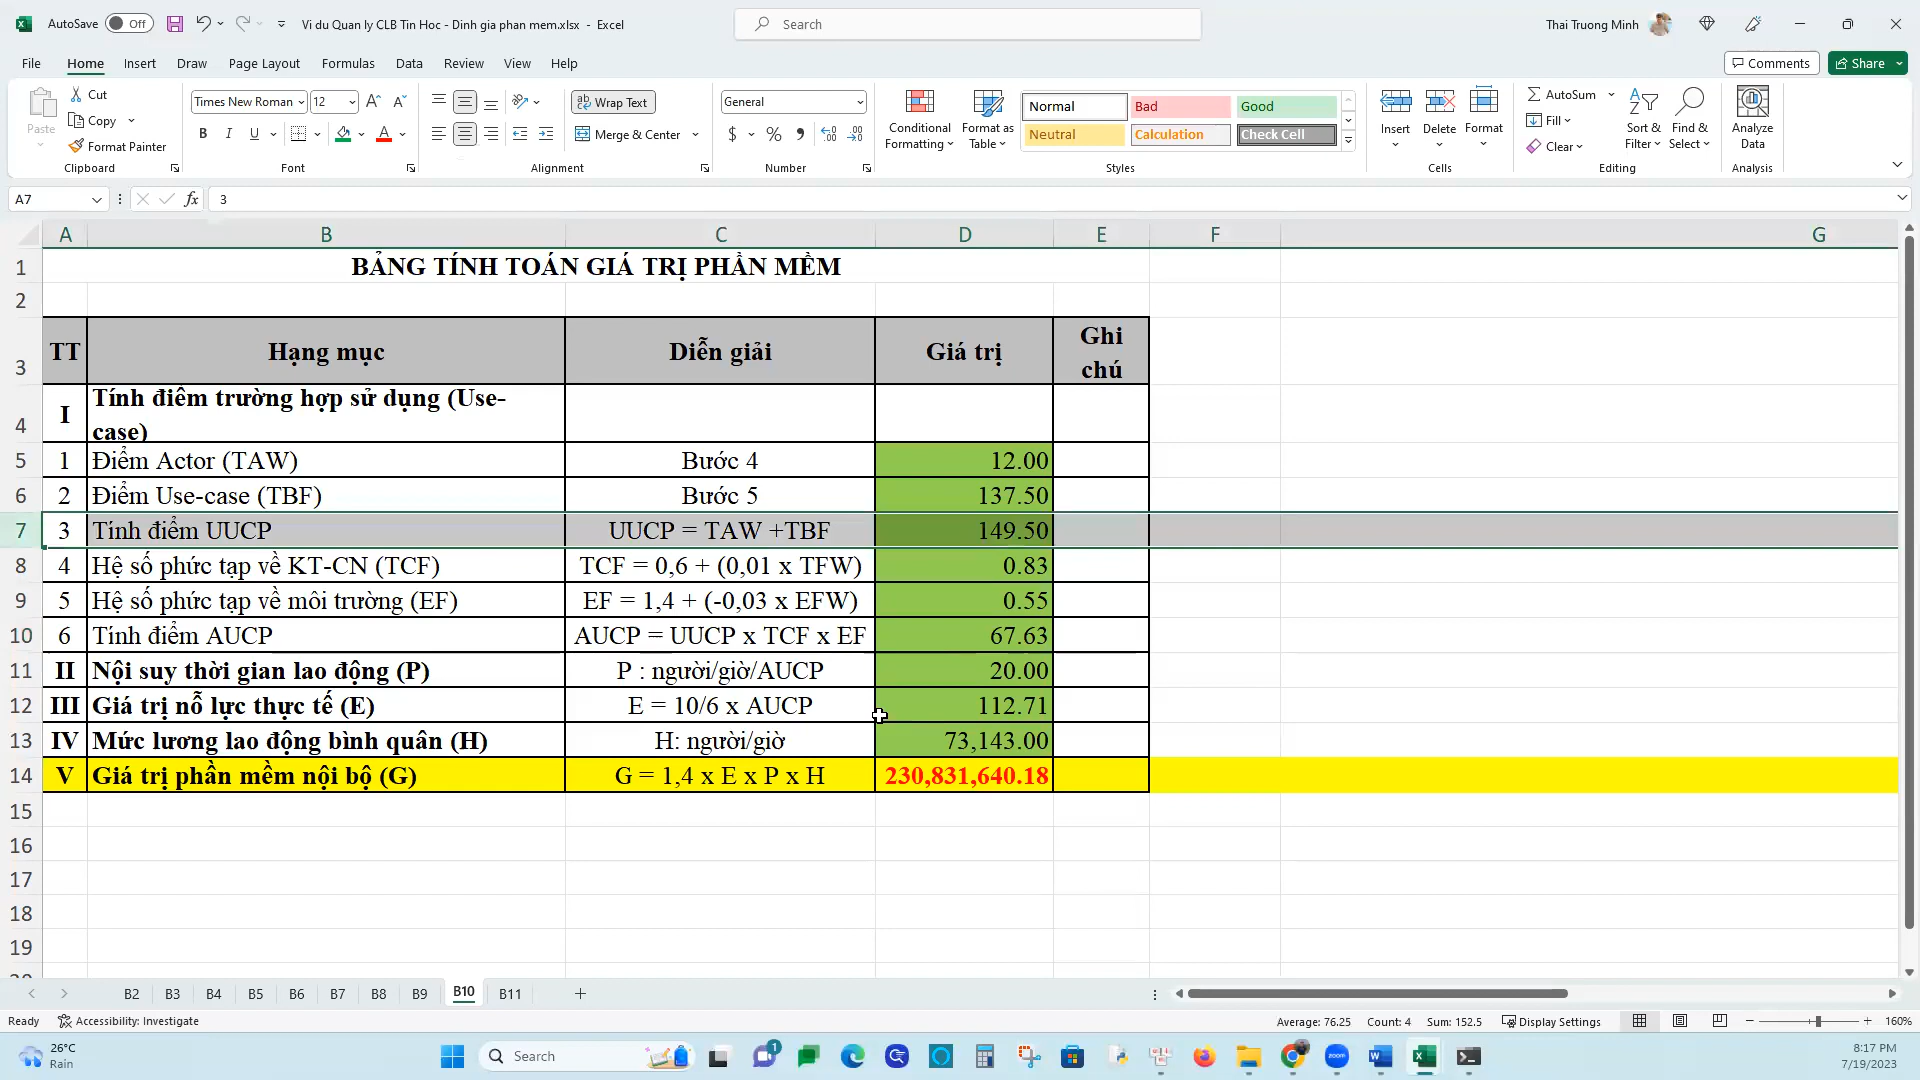 AutoSave Off Vi du Quan ly CLB Tin Hoc - Dinh gia phan mem.xlsx - Excel Search Thai Truong Minh
File Home Insert Draw Page Layout Formulas Data Review View Help Comments Share
Paste Cut Copy Format Painter Clipboard
Times New Roman 12 B I U Font
Wrap Text Merge & Center Alignment
General $ % Number
Conditional Formatting Format as Table Normal Bad Good Neutral Calculation Check Cell Styles
Insert Delete Format Cells
AutoSum Fill Clear Sort & Filter Find & Select Editing
Analyze Data Analysis
A7 fx 3
A B C D E F G
1 BẢNG TÍNH TOÁN GIÁ TRỊ PHẦN MỀM
2
3 TT Hạng mục Diễn giải Giá trị Ghi chú
4 I Tính điểm trường hợp sử dụng (Use-case)
5 1 Điểm Actor (TAW) Bước 4 12.00
6 2 Điểm Use-case (TBF) Bước 5 137.50
7 3 Tính điểm UUCP UUCP = TAW +TBF 149.50
8 4 Hệ số phức tạp về KT-CN (TCF) TCF = 0,6 + (0,01 x TFW) 0.83
9 5 Hệ số phức tạp về môi trường (EF) EF = 1,4 + (-0,03 x EFW) 0.55
10 6 Tính điểm AUCP AUCP = UUCP x TCF x EF 67.63
11 II Nội suy thời gian lao động (P) P : người/giờ/AUCP 20.00
12 III Giá trị nỗ lực thực tế (E) E = 10/6 x AUCP 112.71
13 IV Mức lương lao động bình quân (H) H: người/giờ 73,143.00
14 V Giá trị phần mềm nội bộ (G) G = 1,4 x E x P x H 230,831,640.18
15
16
17
18
19
B2 B3 B4 B5 B6 B7 B8 B9 B10 B11
Ready Accessibility: Investigate Average: 76.25 Count: 4 Sum: 152.5 Display Settings 160%
26°C Rain Search 1 zoom 8:17 PM
7/19/2023